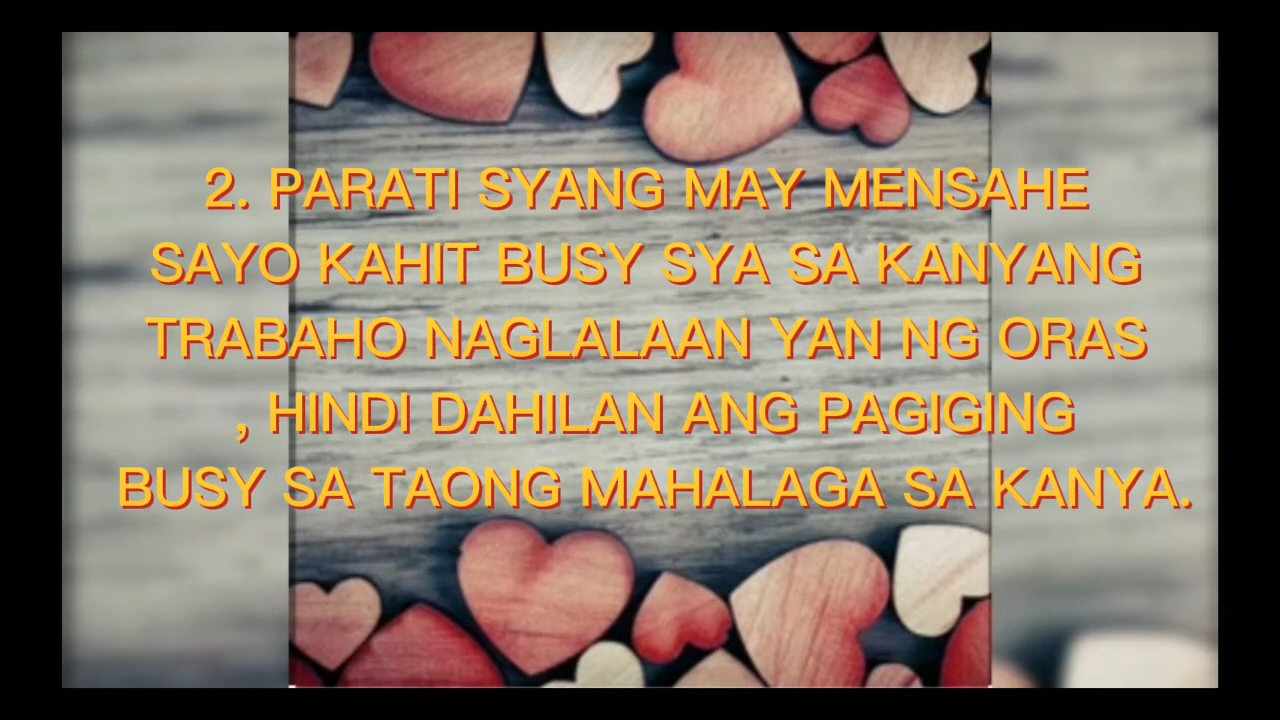 2. PARATI SYANG MAY MENSAHE
SAYO KAHIT BUSY SYA SA KANYANG
TRABAHO NAGLALAAN YAN NG ORAS
, HINDI DAHILAN ANG PAGIGING
BUSY SA TAONG MAHALAGA SA KANYA.